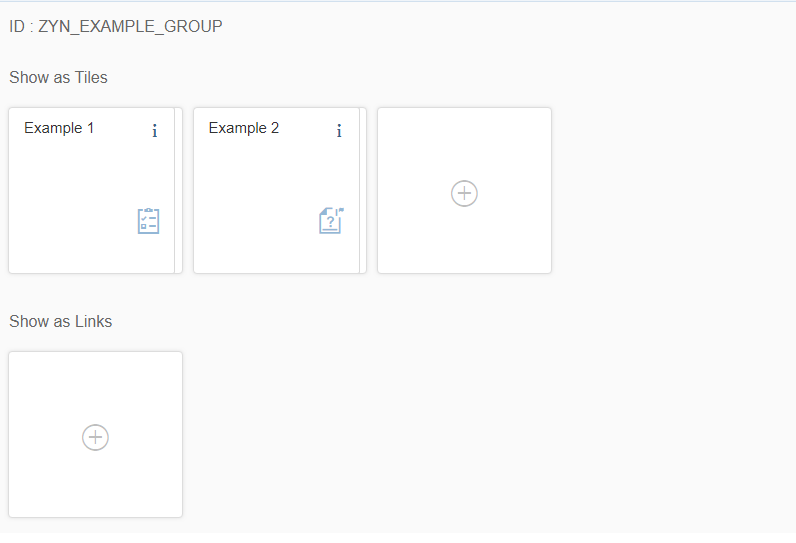 ID : ZYN_EXAMPLE_GROUP
Show as Tiles
Example 1
Example 2
Show as Links